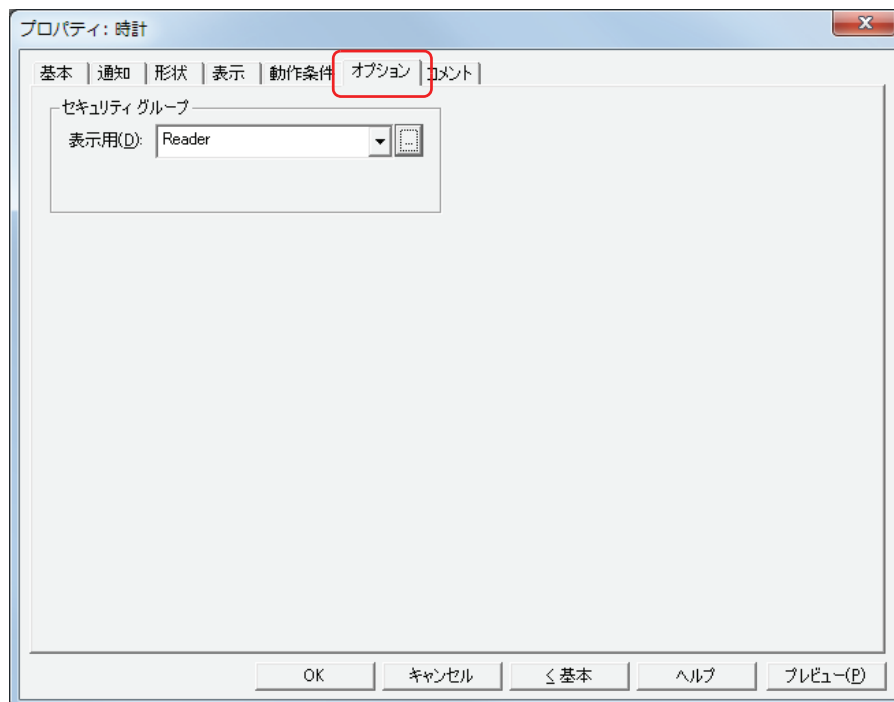 プロパティ: 時計
基本 通知 形状 表示 動作条件 オプション コメント
セキュリティ グループ
表示用(D): Reader ...
OK キャンセル < 基本 ヘルプ プレビュー(P)